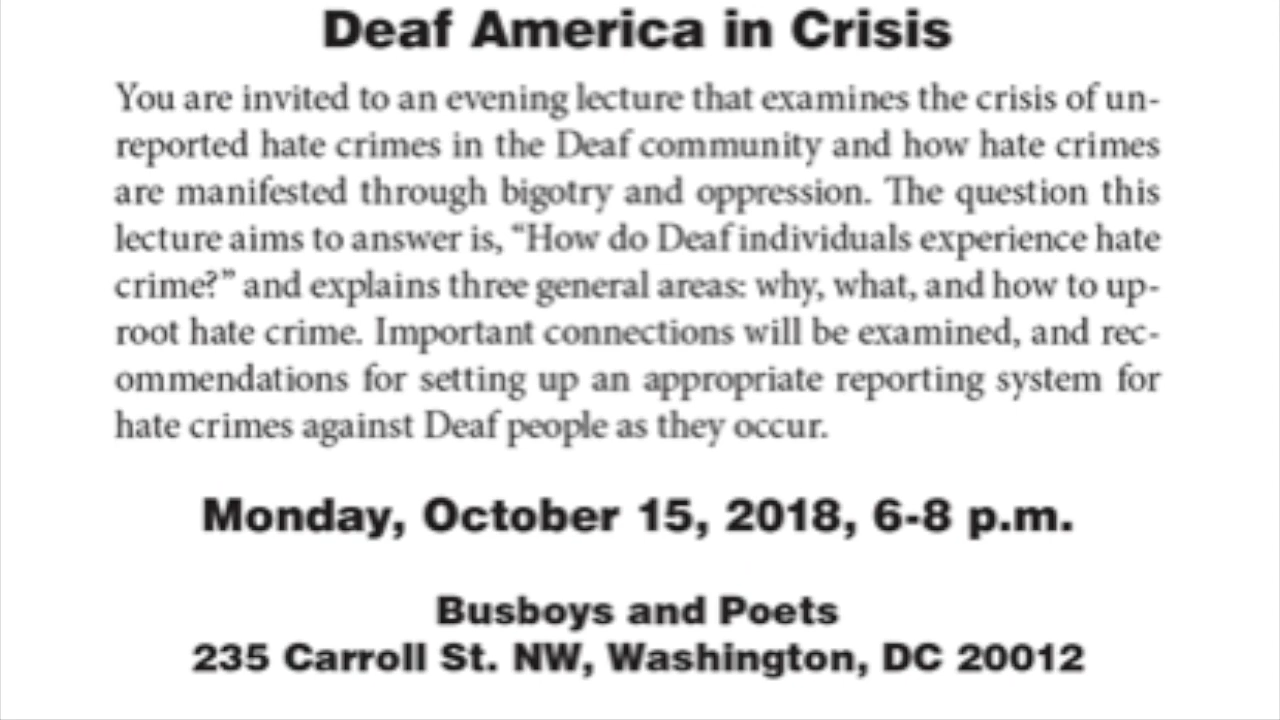 Deaf America in Crisis
You are invited to an evening lecture that examines the crisis of un-
reported hate crimes in the Deaf community and how hate crimes
are manifested through bigotry and oppression. The question this
lecture aims to answer is, “How do Deaf individuals experience hate
crime?” and explains three general areas: why, what, and how to up-
root hate crime. Important connections will be examined, and rec-
ommendations for setting up an appropriate reporting system for
hate crimes against Deaf people as they occur.
Monday, October 15, 2018, 6-8 p.m.
Busboys and Poets
235 Carroll St. NW, Washington, DC 20012